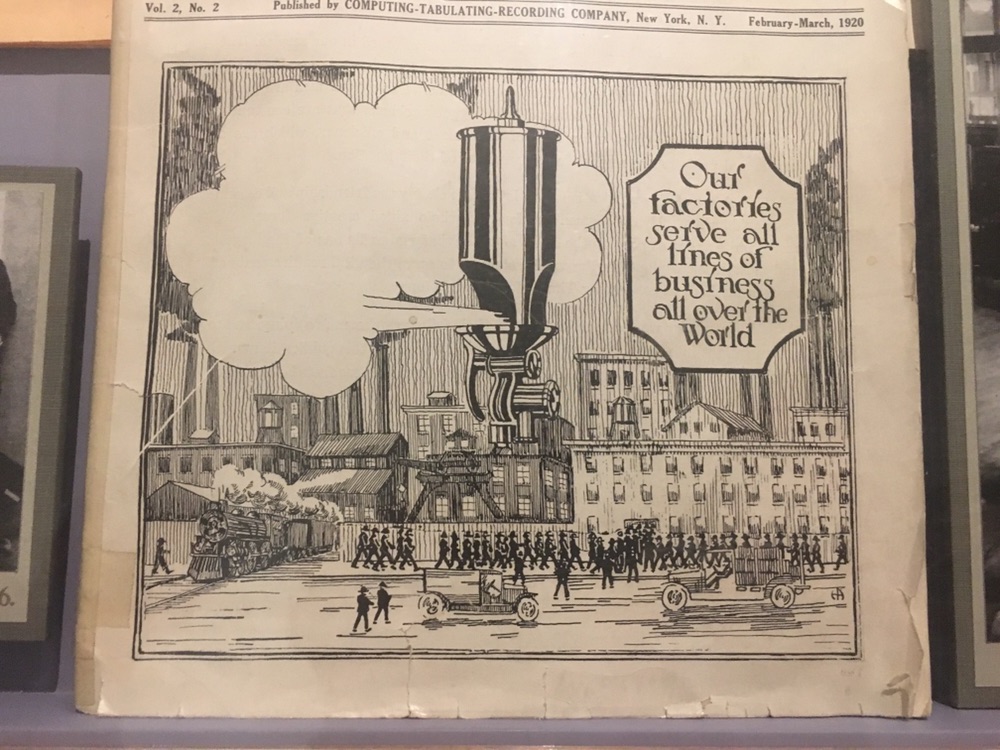 Vol. 2, No. 2 Published by COMPUTING-TABULATING-RECORDING COMPANY, New York, N. Y. February-March, 1920
Our
factories
serve all
lines of
business
all over the
World
6.